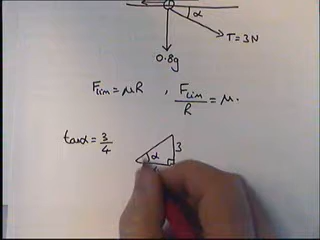 α
T = 3N
0.8g
Flim = μR , Flim/R = μ.
tanα = 3/4
α 3